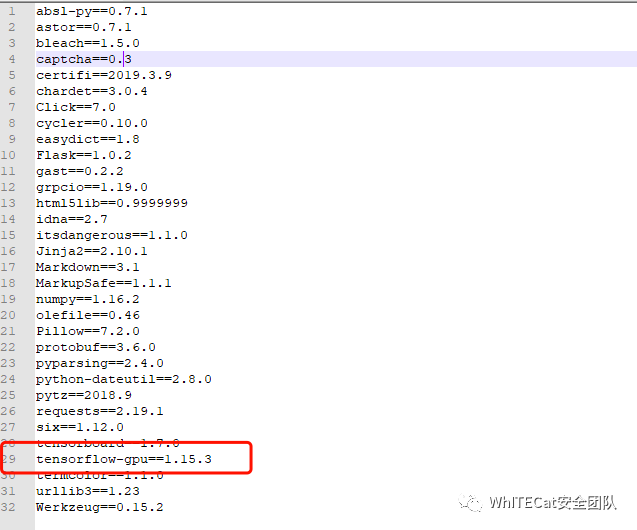 1 absl-py==0.7.1
2 astor==0.7.1
3 bleach==1.5.0
4 captcha==0.3
5 certifi==2019.3.9
6 chardet==3.0.4
7 Click==7.0
8 cycler==0.10.0
9 easydict==1.8
10 Flask==1.0.2
11 gast==0.2.2
12 grpcio==1.19.0
13 html5lib==0.9999999
14 idna==2.7
15 itsdangerous==1.1.0
16 Jinja2==2.10.1
17 Markdown==3.1
18 MarkupSafe==1.1.1
19 numpy==1.16.2
20 olefile==0.46
21 Pillow==7.2.0
22 protobuf==3.6.0
23 pyparsing==2.4.0
24 python-dateutil==2.8.0
25 pytz==2018.9
26 requests==2.19.1
27 six==1.12.0
28 tensorboard==1.7.0
29 tensorflow-gpu==1.15.3
30 termcolor==1.1.0
31 urllib3==1.23
32 Werkzeug==0.15.2
WhITECat安全团队